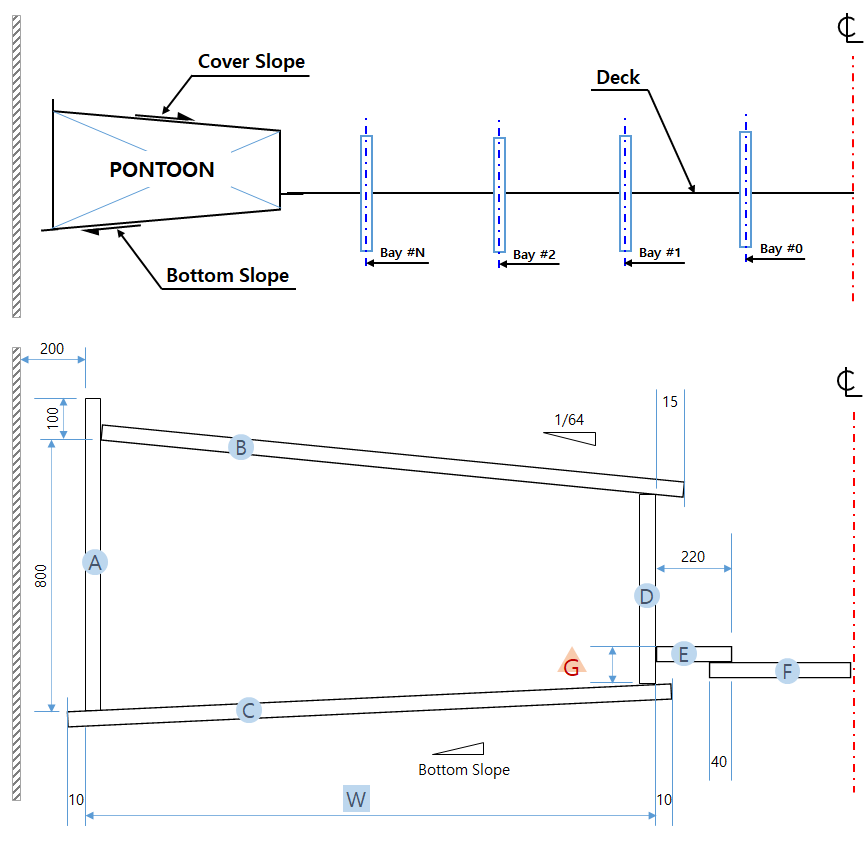 ℄
Cover Slope
Deck
PONTOON
Bay #N
Bay #2
Bay #1
Bay #0
Bottom Slope
200
℄
100
15
1/64
B
800
A
220
D
G
E
F
C
Bottom Slope
40
10
W
10